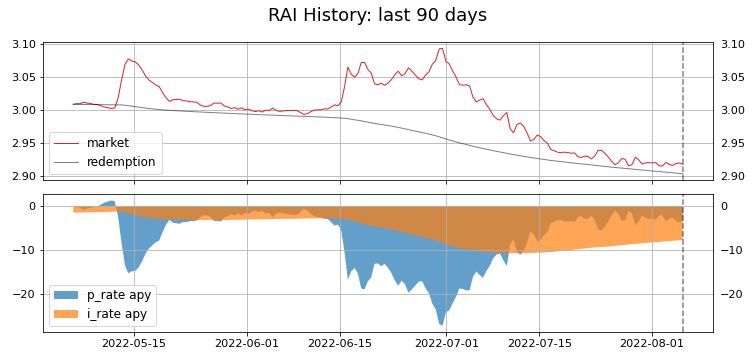 RAI History: last 90 days
3.10 3.10
3.05 3.05
3.00 3.00
2.95 2.95
2.90 2.90
market
redemption
0 0
−10 −10
−20 −20
p_rate apy
i_rate apy
2022-05-15 2022-06-01 2022-06-15 2022-07-01 2022-07-15 2022-08-01